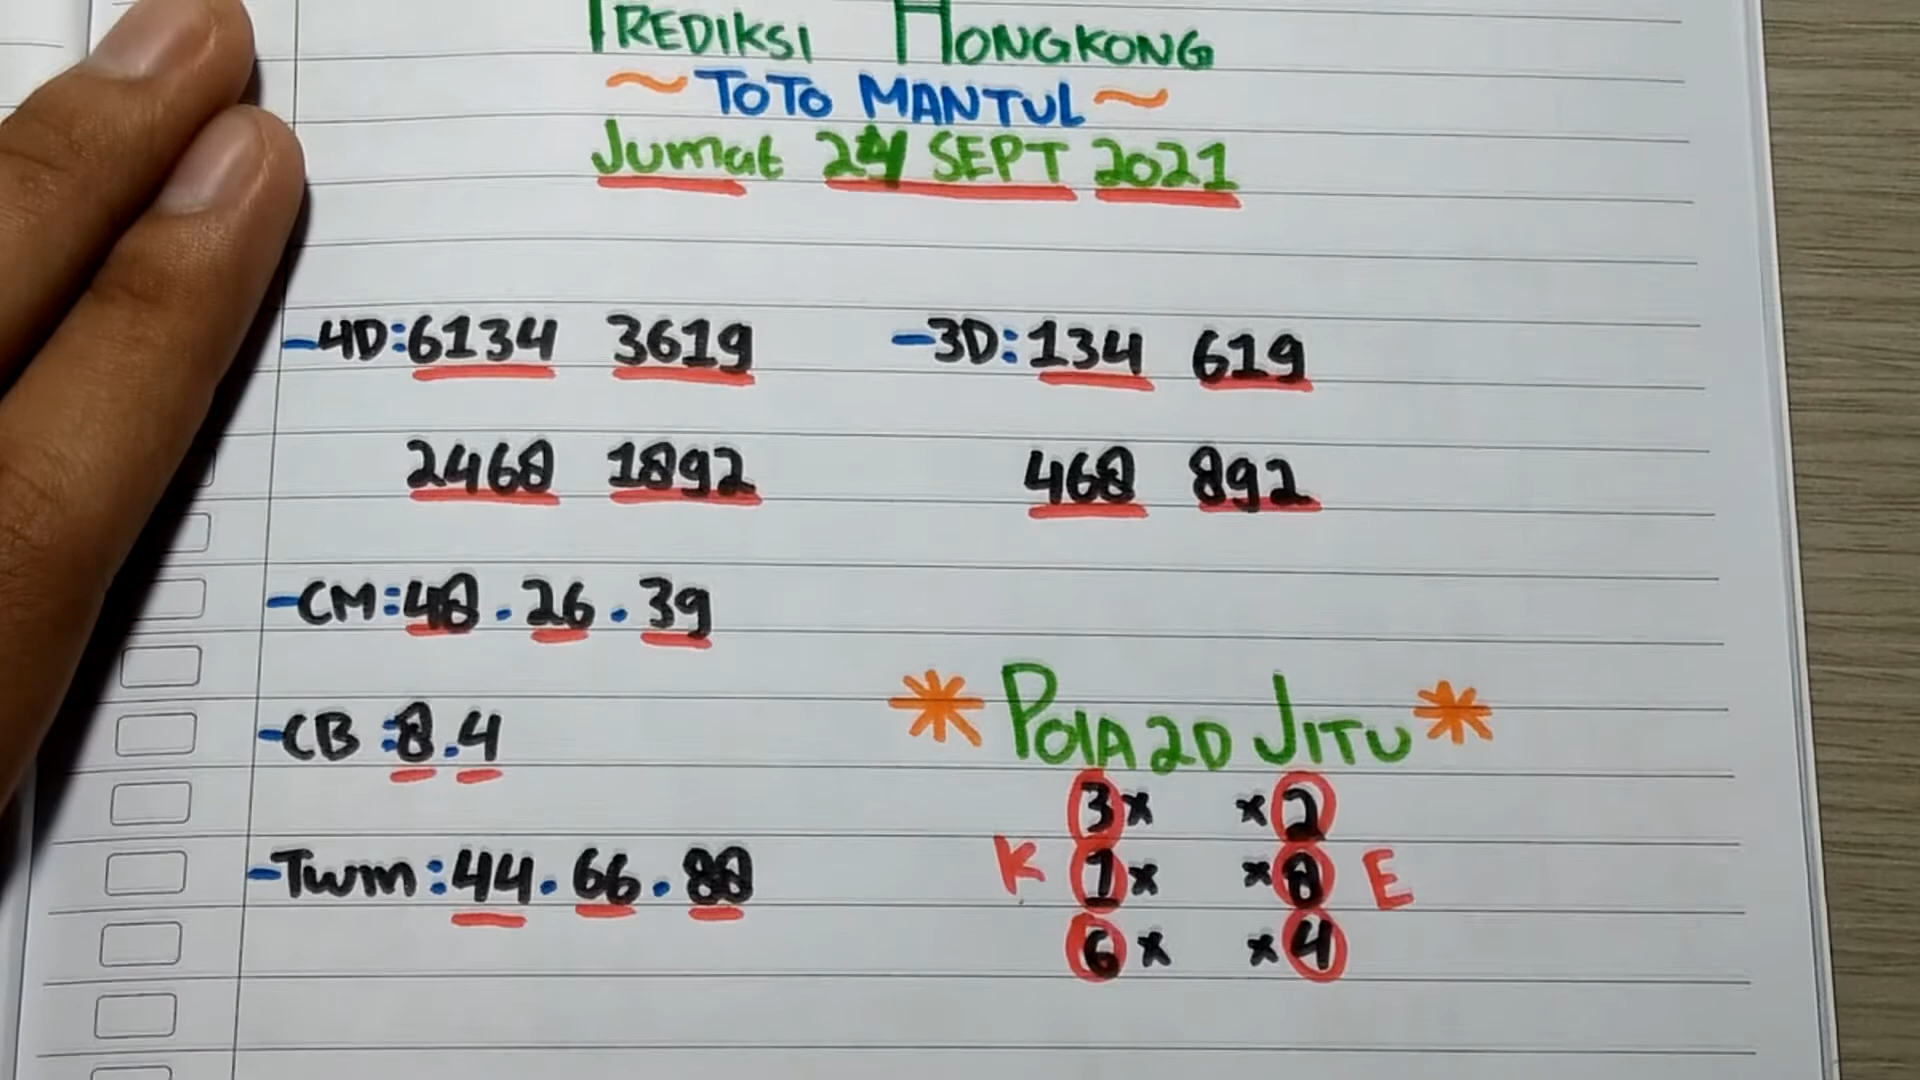 PREDIKSI HONGKONG
~ TOTO MANTUL ~
Jumat 24 SEPT 2021
-4D: 6134 3619
2468 1892
-3D: 134 619
468 892
-CM: 48 . 26 . 39
-CB : 8 . 4
-Twm : 44 . 66 . 88
* POlA 2D JITU *
3x x2
K 1x x8 E
6x x4